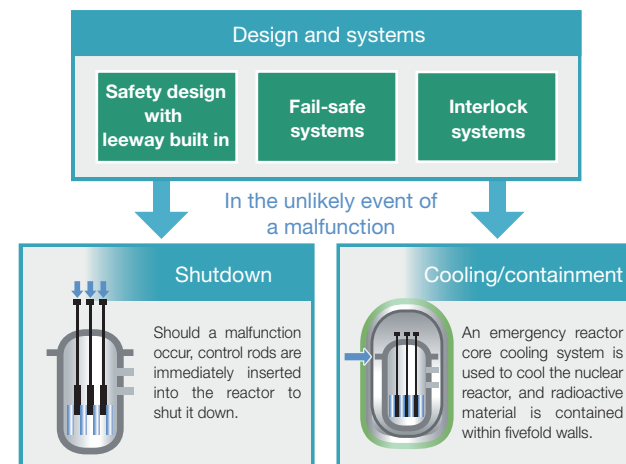 Design and systems
Safety design
with
leeway built in
Fail-safe
systems
Interlock
systems
In the unlikely event of
a malfunction
Shutdown
Should a malfunction
occur, control rods are
immediately inserted
into the reactor to
shut it down.
Cooling/containment
An emergency reactor
core cooling system is
used to cool the nuclear
reactor, and radioactive
material is contained
within fivefold walls.